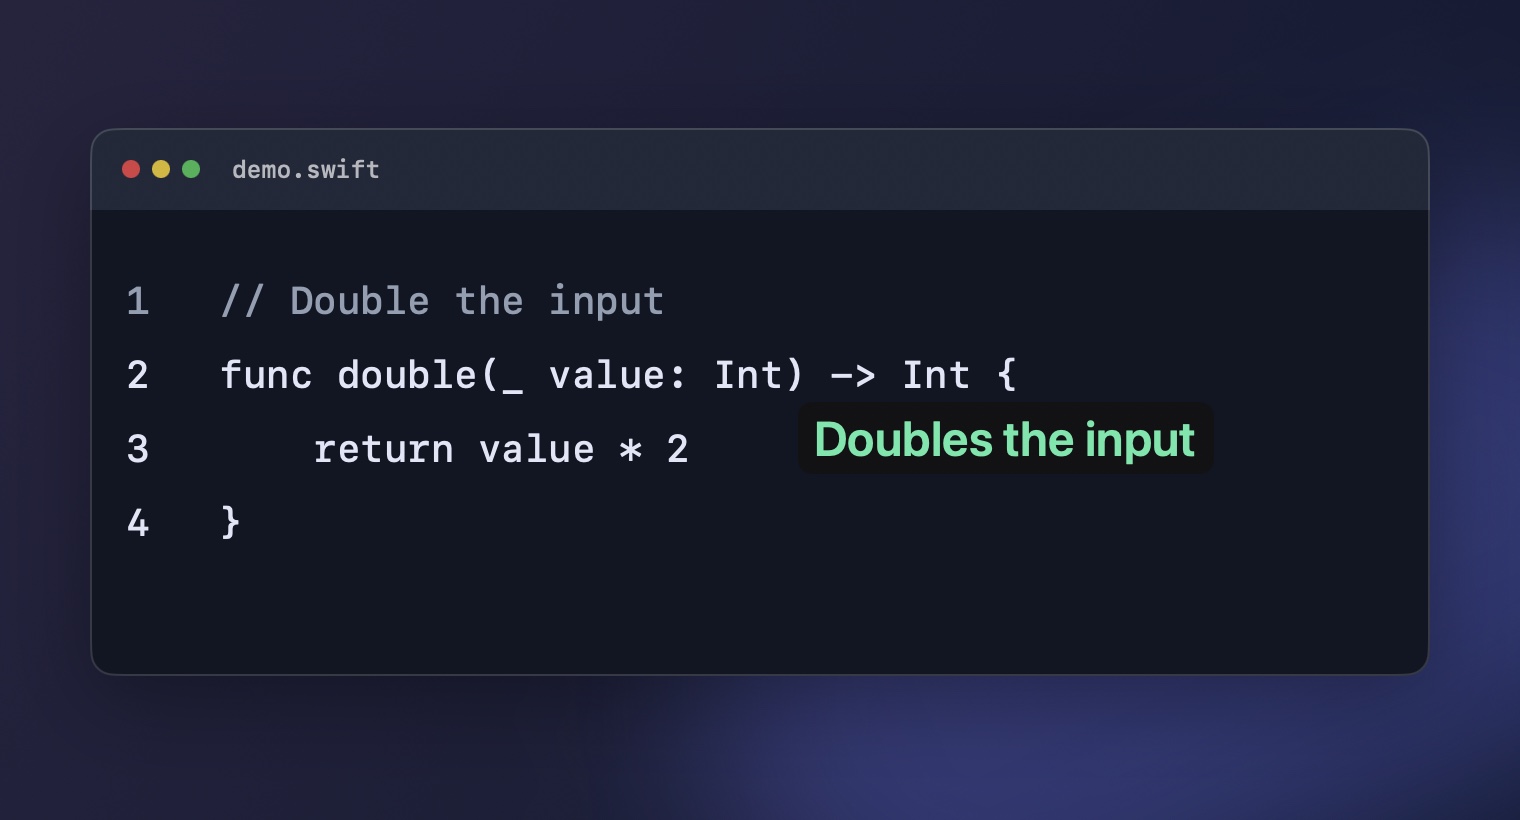 demo.swift
1 // Double the input
2 func double(_ value: Int) -> Int {
3     return value * 2
Doubles the input
4 }